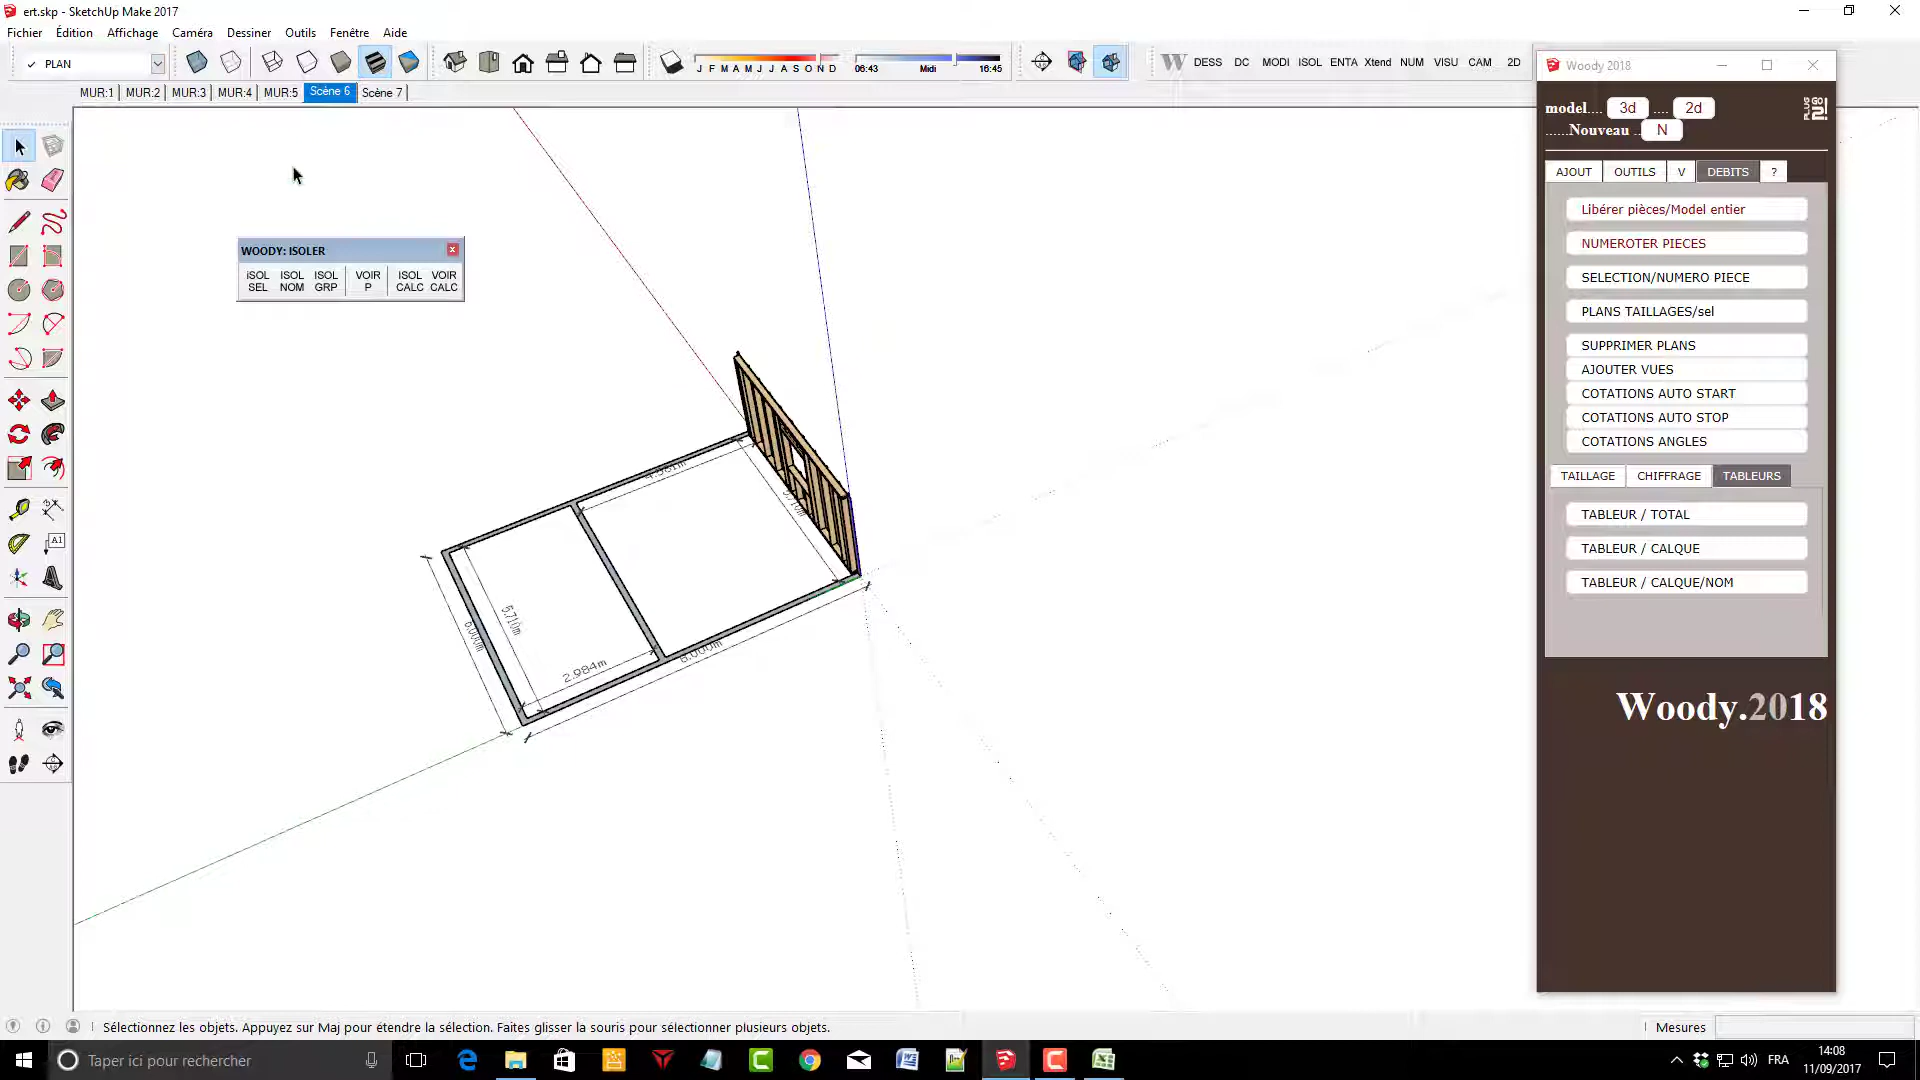 ert.skp - SketchUp Make 2017
Fichier Édition Affichage Caméra Dessiner Outils Fenêtre Aide
✓ PLAN
J F M A M J J A S O N D
06:43 Midi 16:45
DESS DC MODI ISOL ENTA Xtend NUM VISU CAM 2D
MUR:1 MUR:2 MUR:3 MUR:4 MUR:5 Scène 6 Scène 7
WOODY: ISOLER
iSOL SEL
ISOL NOM
ISOL GRP
VOIR P
ISOL CALC
VOIR CALC
5.710m
6.000m
2.984m
8.000m
Woody 2018
model.... 3d .... 2d
......Nouveau .. N
PLUG GO IN!
AJOUT OUTILS V DEBITS ?
Libérer pièces/Model entier
NUMEROTER PIECES
SELECTION/NUMERO PIECE
PLANS TAILLAGES/sel
SUPPRIMER PLANS
AJOUTER VUES
COTATIONS AUTO START
COTATIONS AUTO STOP
COTATIONS ANGLES
TAILLAGE CHIFFRAGE TABLEURS
TABLEUR / TOTAL
TABLEUR / CALQUE
TABLEUR / CALQUE/NOM
Woody.2018
Sélectionnez les objets. Appuyez sur Maj pour étendre la sélection. Faites glisser la souris pour sélectionner plusieurs objets.
Mesures
Taper ici pour rechercher
FRA
14:08
11/09/2017